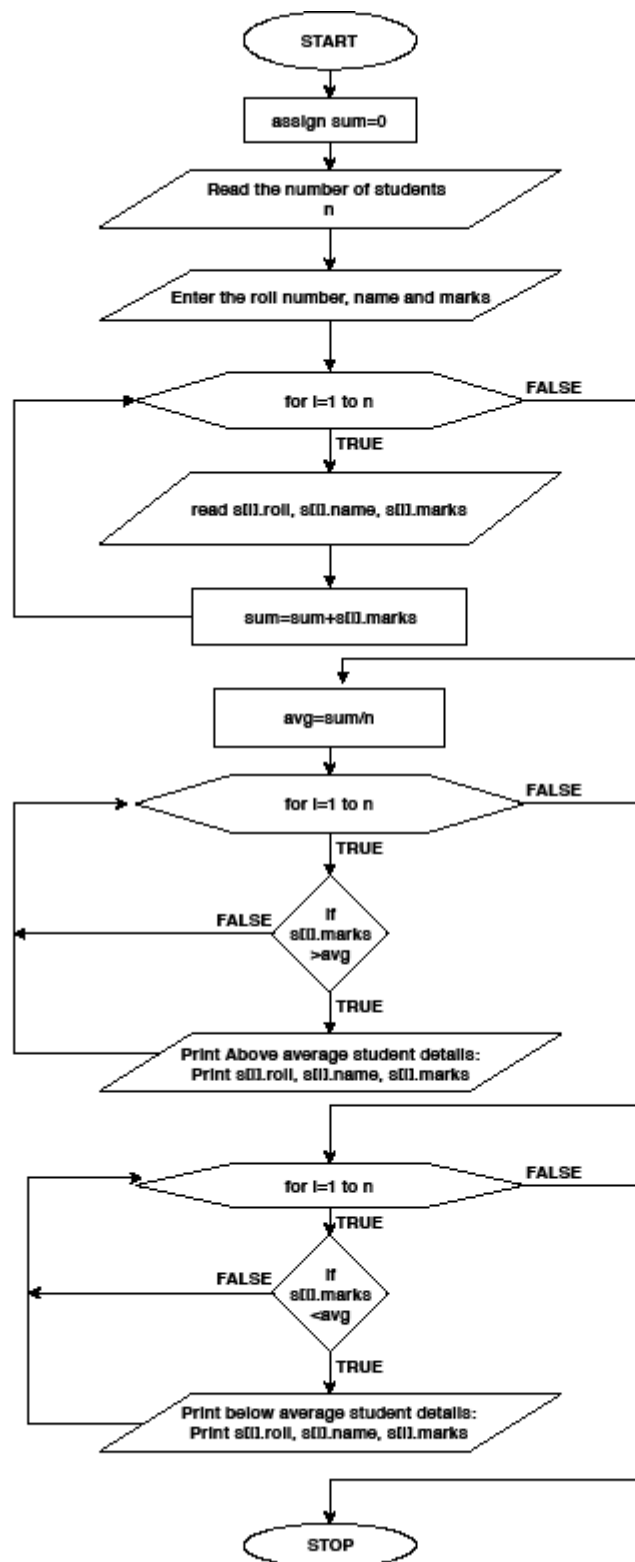 START
assign sum=0
Read the number of students
n
Enter the roll number, name and marks
for i=1 to n
FALSE
TRUE
read s[i].roll, s[i].name, s[i].marks
sum=sum+s[i].marks
avg=sum/n
for i=1 to n
FALSE
TRUE
FALSE
if
s[i].marks
>avg
TRUE
Print Above average student details:
Print s[i].roll, s[i].name, s[i].marks
for i=1 to n
FALSE
TRUE
FALSE
if
s[i].marks
<avg
TRUE
Print below average student details:
Print s[i].roll, s[i].name, s[i].marks
STOP